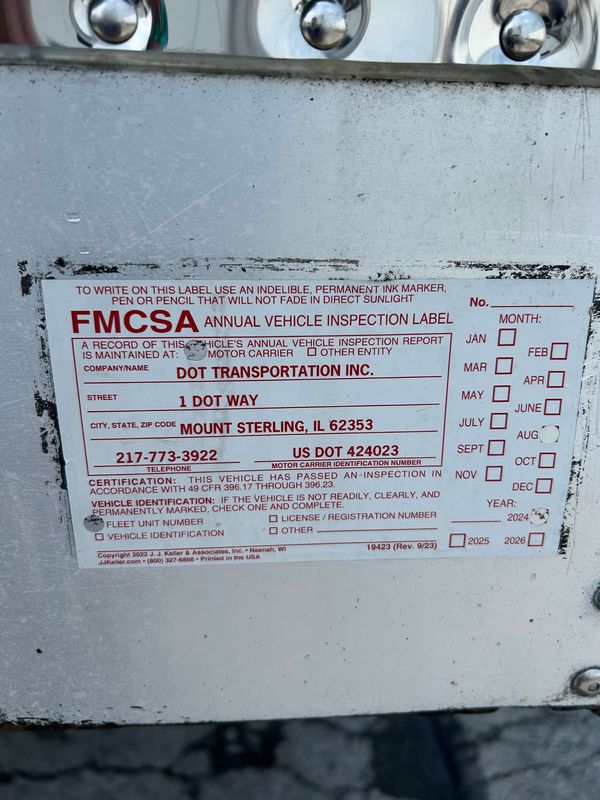 TO WRITE ON THIS LABEL USE AN INDELIBLE, PERMANENT INK MARKER,
PEN OR PENCIL THAT WILL NOT FADE IN DIRECT SUNLIGHT
No.
FMCSA ANNUAL VEHICLE INSPECTION LABEL
A RECORD OF THIS VEHICLE'S ANNUAL VEHICLE INSPECTION REPORT
IS MAINTAINED AT: MOTOR CARRIER OTHER ENTITY
COMPANY/NAME DOT TRANSPORTATION INC.
STREET 1 DOT WAY
CITY, STATE, ZIP CODE MOUNT STERLING, IL 62353
217-773-3922 US DOT 424023
TELEPHONE MOTOR CARRIER IDENTIFICATION NUMBER
CERTIFICATION: THIS VEHICLE HAS PASSED AN INSPECTION IN
ACCORDANCE WITH 49 CFR 396.17 THROUGH 396.23.
VEHICLE IDENTIFICATION: IF THE VEHICLE IS NOT READILY, CLEARLY, AND
PERMANENTLY MARKED, CHECK ONE AND COMPLETE.
FLEET UNIT NUMBER LICENSE / REGISTRATION NUMBER
VEHICLE IDENTIFICATION OTHER
Copyright 2023 J. J. Keller & Associates, Inc. • Neenah, WI
JJKeller.com • (800) 327-6868 • Printed in the USA
19423 (Rev. 9/23)
MONTH:
JAN
FEB
MAR
APR
MAY
JUNE
JULY
AUG
SEPT
OCT
NOV
DEC
YEAR:
2024
2025 2026